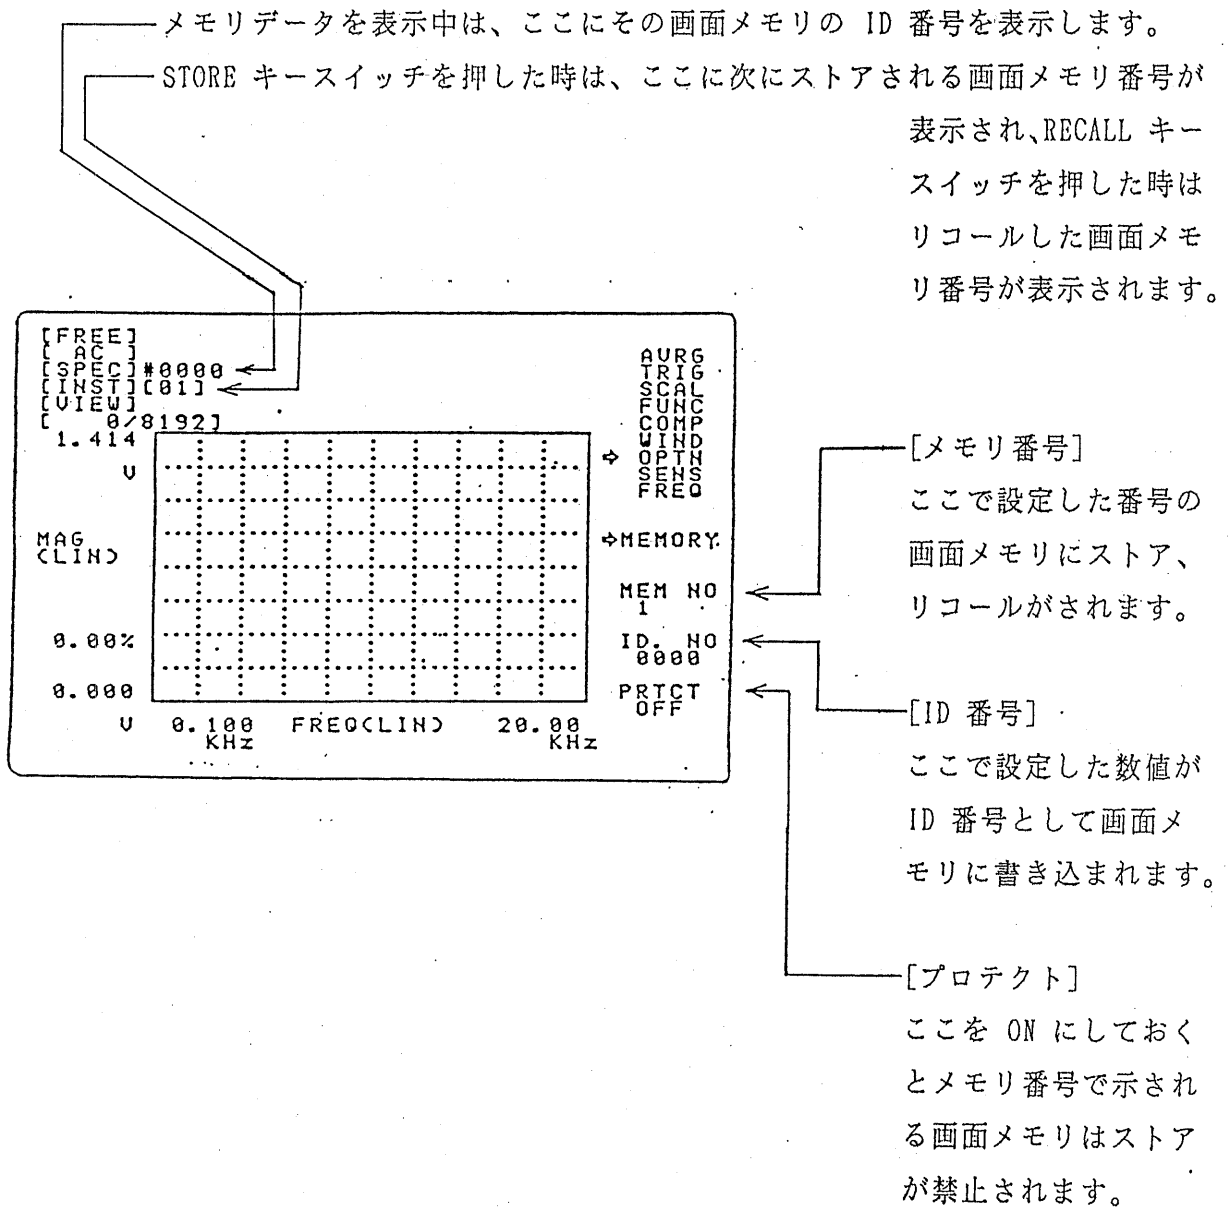 メモリデータを表示中は、ここにその画面メモリの ID 番号を表示します。
STORE キースイッチを押した時は、ここに次にストアされる画面メモリ番号が
表示され、RECALL キー
スイッチを押した時は
リコールした画面メモ
リ番号が表示されます。
[FREE]
[ AC ]
[SPEC]#0000
[INST][01]
[VIEW]
[ 0/8192]
1.414
V
MAG
(LIN)
0.00%
0.000
V
0.100 FREQ(LIN) 20.00
KHz KHz
AVRG
TRIG
SCAL
FUNC
COMP
WIND
⇨ OPTN
SENS
FREQ
⇨MEMORY
MEM NO
1
ID. NO
0000
PRTCT
OFF
[メモリ番号]
ここで設定した番号の
画面メモリにストア、
リコールがされます。
[ID 番号]
ここで設定した数値が
ID 番号として画面メ
モリに書き込まれます。
[プロテクト]
ここを ON にしておく
とメモリ番号で示され
る画面メモリはストア
が禁止されます。